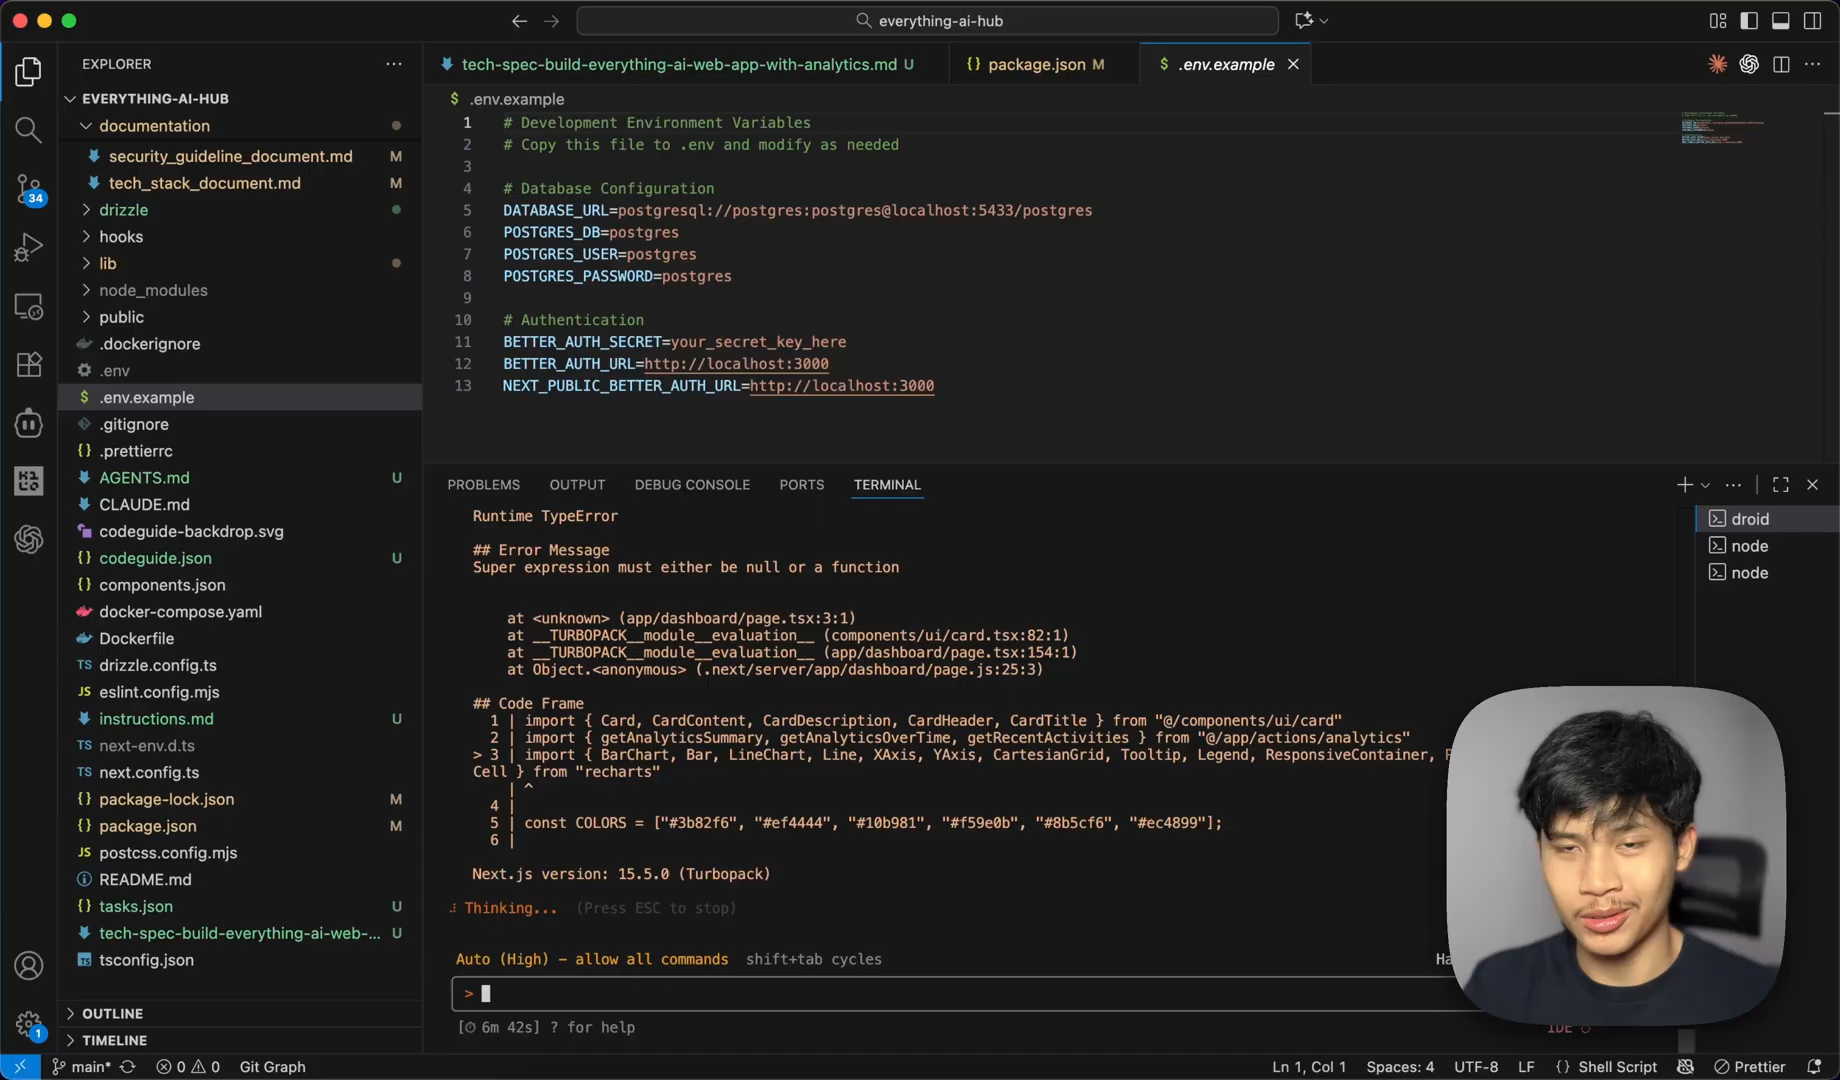 everything-ai-hub
EXPLORER
EVERYTHING-AI-HUB
documentation
security_guideline_document.md M
tech_stack_document.md M
drizzle
hooks
lib
node_modules
public
.dockerignore
.env
$ .env.example
.gitignore
{} .prettierrc
AGENTS.md U
CLAUDE.md
codeguide-backdrop.svg
{} codeguide.json U
{} components.json
docker-compose.yaml
Dockerfile
TS drizzle.config.ts
JS eslint.config.mjs
instructions.md U
TS next-env.d.ts
TS next.config.ts
{} package-lock.json M
{} package.json M
JS postcss.config.mjs
README.md
{} tasks.json U
tech-spec-build-everything-ai-web-... U
tsconfig.json
OUTLINE
TIMELINE
34
1
tech-spec-build-everything-ai-web-app-with-analytics.md U
{} package.json M
$ .env.example
$ .env.example
1 # Development Environment Variables
2 # Copy this file to .env and modify as needed
3
4 # Database Configuration
5 DATABASE_URL=postgresql://postgres:postgres@localhost:5433/postgres
6 POSTGRES_DB=postgres
7 POSTGRES_USER=postgres
8 POSTGRES_PASSWORD=postgres
9
10 # Authentication
11 BETTER_AUTH_SECRET=your_secret_key_here
12 BETTER_AUTH_URL=http://localhost:3000
13 NEXT_PUBLIC_BETTER_AUTH_URL=http://localhost:3000
PROBLEMS OUTPUT DEBUG CONSOLE PORTS TERMINAL
Runtime TypeError
## Error Message
Super expression must either be null or a function
at <unknown> (app/dashboard/page.tsx:3:1)
at __TURBOPACK__module__evaluation__ (components/ui/card.tsx:82:1)
at __TURBOPACK__module__evaluation__ (app/dashboard/page.tsx:154:1)
at Object.<anonymous> (.next/server/app/dashboard/page.js:25:3)
## Code Frame
1 | import { Card, CardContent, CardDescription, CardHeader, CardTitle } from "@/components/ui/card"
2 | import { getAnalyticsSummary, getAnalyticsOverTime, getRecentActivities } from "@/app/actions/analytics"
> 3 | import { BarChart, Bar, LineChart, Line, XAxis, YAxis, CartesianGrid, Tooltip, Legend, ResponsiveContainer,
Cell } from "recharts"
| ^
4 |
5 | const COLORS = ["#3b82f6", "#ef4444", "#10b981", "#f59e0b", "#8b5cf6", "#ec4899"];
6 |
Next.js version: 15.5.0 (Turbopack)
Thinking... (Press ESC to stop)
Auto (High) – allow all commands shift+tab cycles
>
[⏱ 6m 42s] ? for help
IDE
droid
node
node
main* 0 0 Git Graph
Ln 1, Col 1 Spaces: 4 UTF-8 LF {} Shell Script Prettier